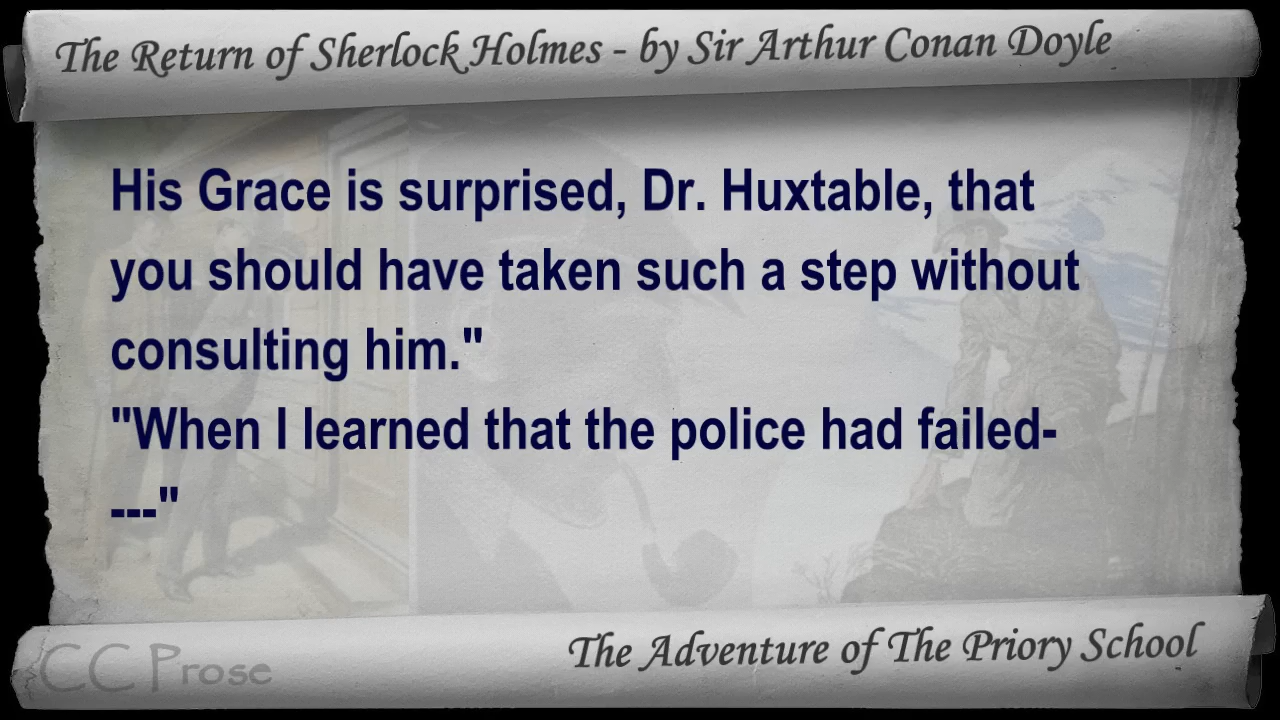 The Return of Sherlock Holmes - by Sir Arthur Conan Doyle
His Grace is surprised, Dr. Huxtable, that
you should have taken such a step without
consulting him."
"When I learned that the police had failed-
---"
The Adventure of The Priory School
CC Prose